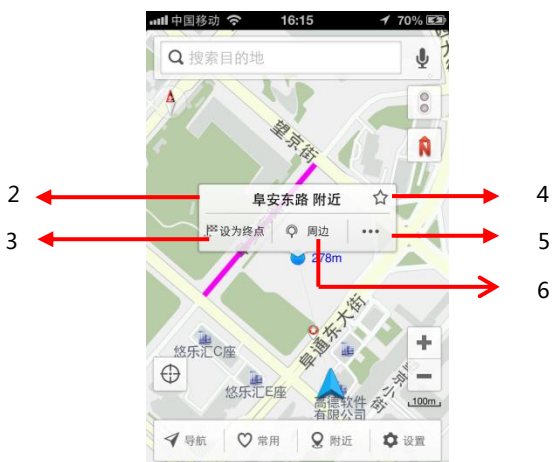 中国移动 16:15 70%
搜索目的地
望京街
2
阜安东路 附近
4
3
设为终点
周边
5
278m
6
阜通东大街
悠乐汇C座
悠乐汇E座
高德软件
有限公司
京小街
100m
导航
常用
附近
设置